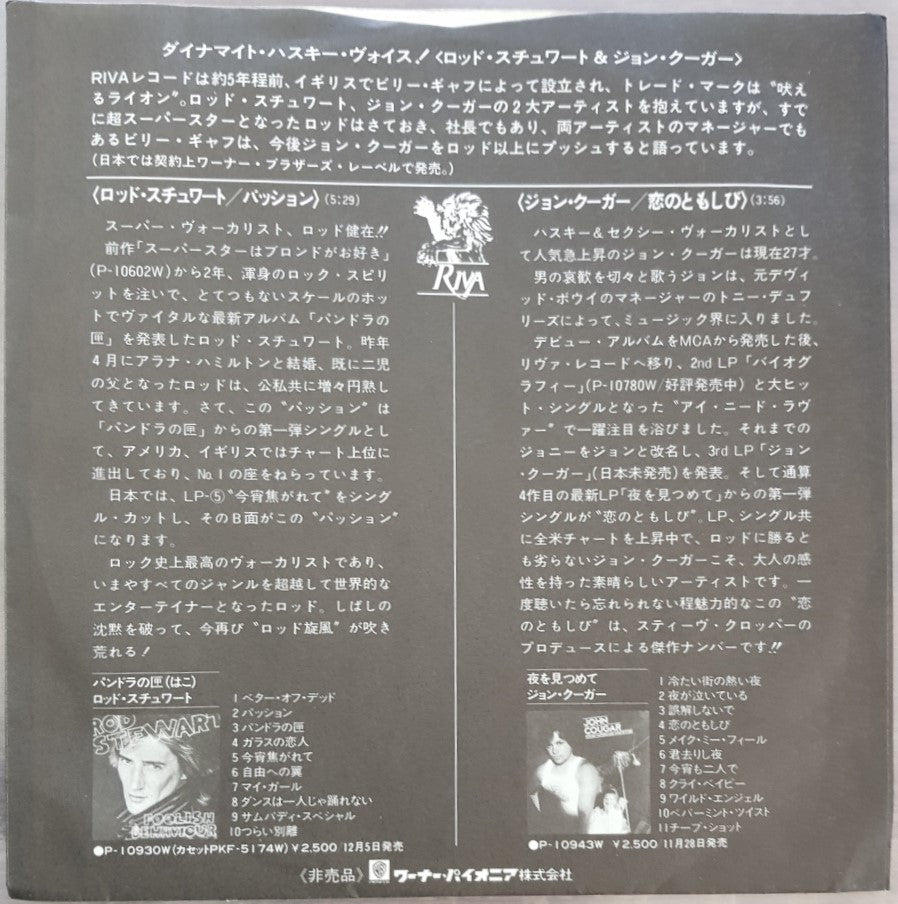 ダイナマイト・ハスキー・ヴォイス!〈ロッド・スチュワート&ジョン・クーガー〉
RIVAレコードは約5年程前、イギリスでビリー・ギャフによって設立され、トレード・マークは〝吠え
るライオン〟。ロッド・スチュワート、ジョン・クーガーの2大アーティストを抱えていますが、すで
に超スーパースターとなったロッドはさておき、社長でもあり、両アーティストのマネージャーでも
あるビリー・ギャフは、今後ジョン・クーガーをロッド以上にプッシュすると語っています。
(日本では契約上ワーナー・ブラザーズ・レーベルで発売。)
〈ロッド・スチュワート/パッション〉(5:29)
スーパー・ヴォーカリスト、ロッド健在!!
前作「スーパースターはブロンドがお好き」
(P-10602W)から2年、渾身のロック・スピリ
ットを注いで、とてつもないスケールのホッ
トでヴァイタルな最新アルバム「パンドラの
匣」を発表したロッド・スチュワート。昨年
4月にアラナ・ハミルトンと結婚、既に二児
の父となったロッドは、公私共に増々円熟し
てきています。さて、この〝パッション〟は
「パンドラの匣」からの第一弾シングルとし
て、アメリカ、イギリスではチャート上位に
進出しており、No.1の座をねらっています。
日本では、LP-⑤〝今宵焦がれて〟をシング
ル・カットし、そのB面がこの〝パッション〟
になります。
ロック史上最高のヴォーカリストであり、
いまやすべてのジャンルを超越して世界的な
エンターテイナーとなったロッド。しばしの
沈黙を破って、今再び〝ロッド旋風〟が吹き
荒れる!
RIVA
〈ジョン・クーガー/恋のともしび〉(3:56)
ハスキー&セクシー・ヴォーカリストとし
て人気急上昇のジョン・クーガーは現在27才。
男の哀歓を切々と歌うジョンは、元デヴィ
ッド・ボウイのマネージャーのトニー・デュフ
リーズによって、ミュージック界に入りました。
デビュー・アルバムをMCAから発売した後、
リヴァ・レコードへ移り、2nd LP「バイオグ
ラフィー」(P-10780W/好評発売中)と大ヒッ
ト・シングルとなった〝アイ・ニード・ラヴ
ァー〟で一躍注目を浴びました。それまでの
ジョニーをジョンと改名し、3rd LP「ジョン
・クーガー」(日本未発売)を発表。そして通算
4作目の最新LP「夜を見つめて」からの第一弾
シングルが〝恋のともしび〟。LP、シングル共
に全米チャートを上昇中で、ロッドに勝ると
も劣らないジョン・クーガーこそ、大人の感
性を持った素晴らしいアーティストです。一
度聴いたら忘れられない程魅力的なこの〝恋
のともしび〟は、スティーヴ・クロッパーの
プロデュースによる傑作ナンバーです!!
パンドラの匣(はこ)
ロッド・スチュワート
ROD
STEWART
FOOLISH
BEHAVIOUR
1 ベター・オフ・デッド
2 パッション
3 パンドラの匣
4 ガラスの恋人
5 今宵焦がれて
6 自由への翼
7 マイ・ガール
8 ダンスは一人じゃ踊れない
9 サムバディ・スペシャル
10 つらい別離
●P-10930W(カセットPKF-5174W)¥2,500 12月5日発売
夜を見つめて
ジョン・クーガー
JOHN
COUGAR
1 冷たい街の熱い夜
2 夜が泣いている
3 誤解しないで
4 恋のともしび
5 メイク・ミー・フィール
6 君去りし夜
7 今宵も二人で
8 クライ・ベイビー
9 ワイルド・エンジェル
10 ペパーミント・ツイスト
11 チープ・ショット
●P-10943W ¥2,500 11月28日発売
〈非売品〉ワーナー・パイオニア株式会社